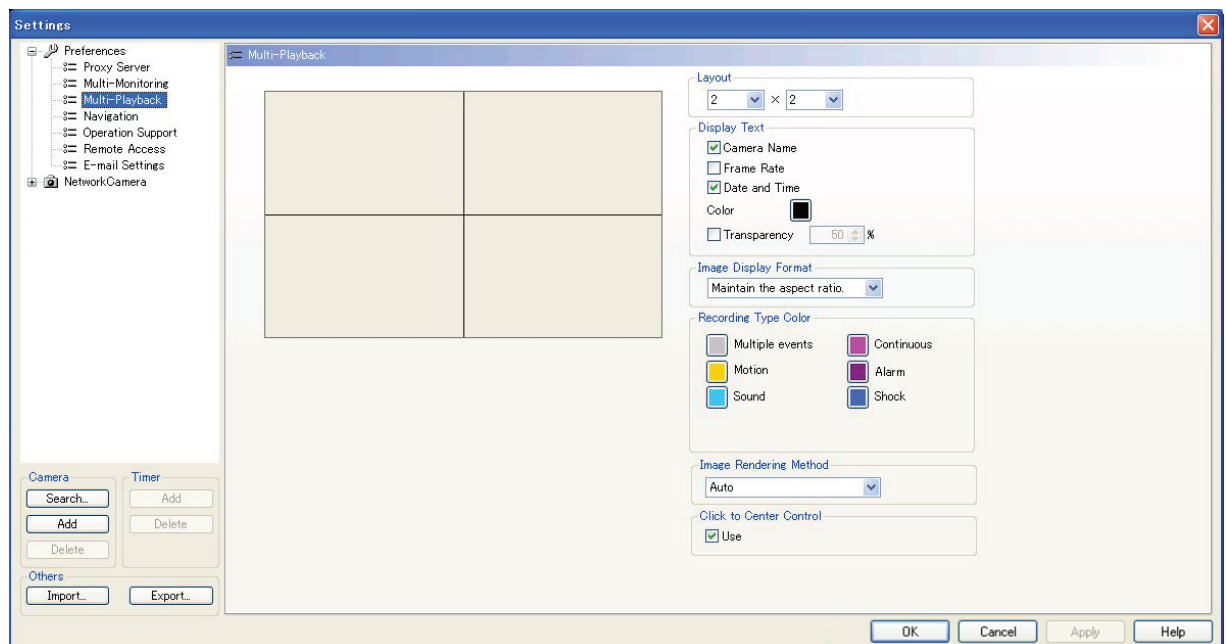 Settings
Preferences
Proxy Server
Multi-Monitoring
Multi-Playback
Navigation
Operation Support
Remote Access
E-mail Settings
NetworkCamera
Camera
Search...
Add
Delete
Timer
Add
Delete
Others
Import...
Export...
Multi-Playback
Layout
2 × 2
Display Text
Camera Name
Frame Rate
Date and Time
Color
Transparency 50 %
Image Display Format
Maintain the aspect ratio.
Recording Type Color
Multiple events Continuous
Motion Alarm
Sound Shock
Image Rendering Method
Auto
Click to Center Control
Use
OK Cancel Apply Help